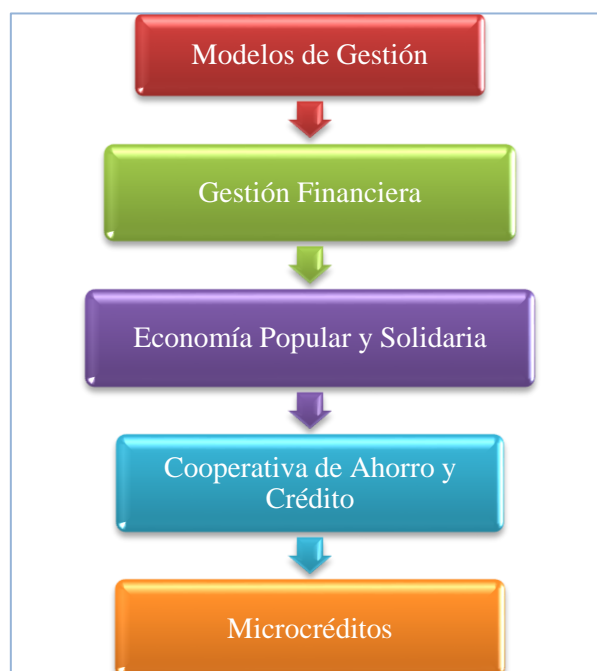 Modelos de Gestión
Gestión Financiera
Economía Popular y Solidaria
Cooperativa de Ahorro y
Crédito
Microcréditos